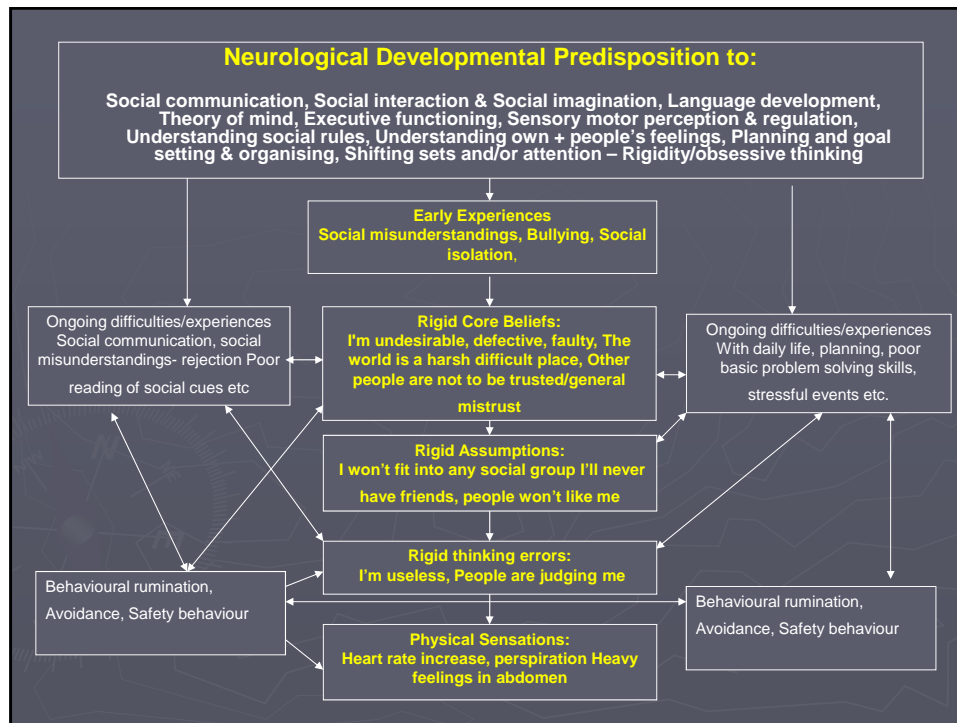 Neurological Developmental Predisposition to:
Social communication, Social interaction & Social imagination, Language development,
Theory of mind, Executive functioning, Sensory motor perception & regulation,
Understanding social rules, Understanding own + people's feelings, Planning and goal
setting & organising, Shifting sets and/or attention – Rigidity/obsessive thinking
Early Experiences
Social misunderstandings, Bullying, Social
isolation,
Ongoing difficulties/experiences
Social communication, social
misunderstandings- rejection Poor
reading of social cues etc
Rigid Core Beliefs:
I'm undesirable, defective, faulty, The
world is a harsh difficult place, Other
people are not to be trusted/general
mistrust
Ongoing difficulties/experiences
With daily life, planning, poor
basic problem solving skills,
stressful events etc.
Rigid Assumptions:
I won't fit into any social group I'll never
have friends, people won't like me
Rigid thinking errors:
I'm useless, People are judging me
Behavioural rumination,
Avoidance, Safety behaviour
Behavioural rumination,
Avoidance, Safety behaviour
Physical Sensations:
Heart rate increase, perspiration Heavy
feelings in abdomen